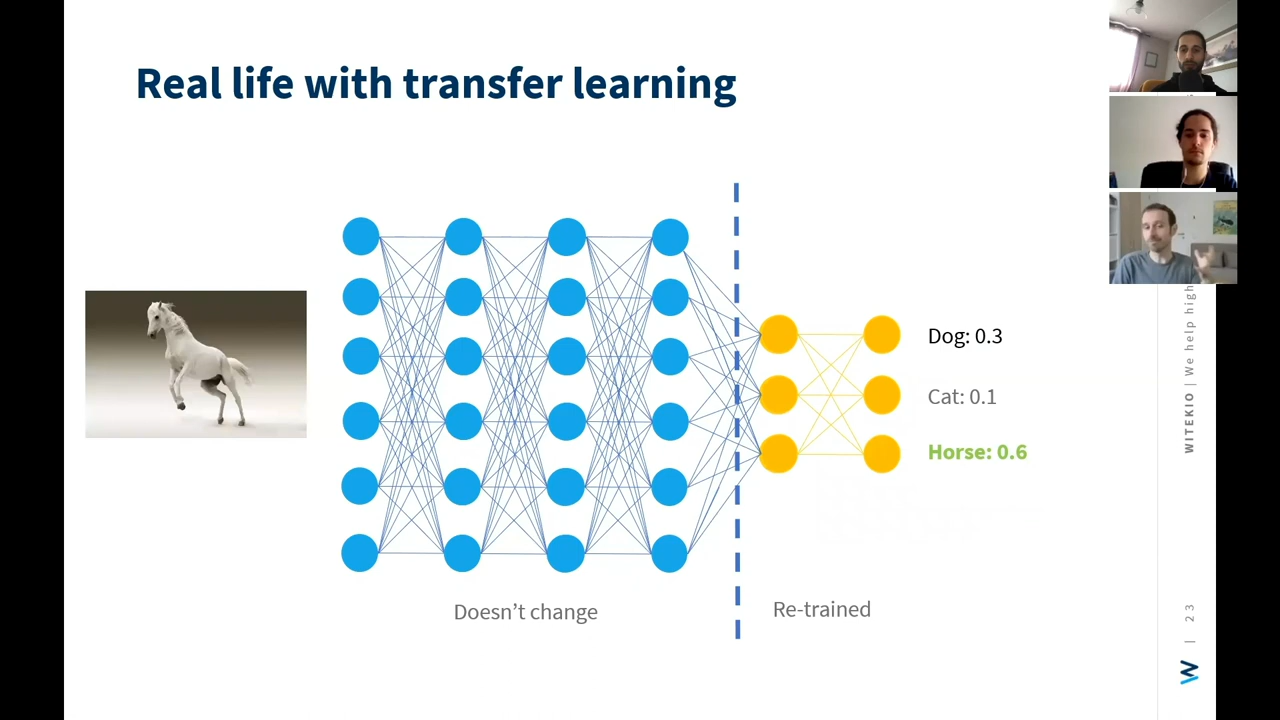 Real life with transfer learning
Dog: 0.3
Cat: 0.1
Horse: 0.6
Doesn’t change
Re-trained
WITEKIO | We help high
| 23
W